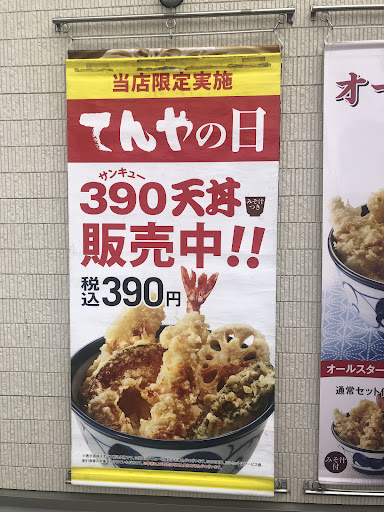 当店限定実施
てんやの日
サンキュー
390天丼
みそ汁
つき
販売中!!
税込390円
オー
オールスター
通常セット
みそ汁
付